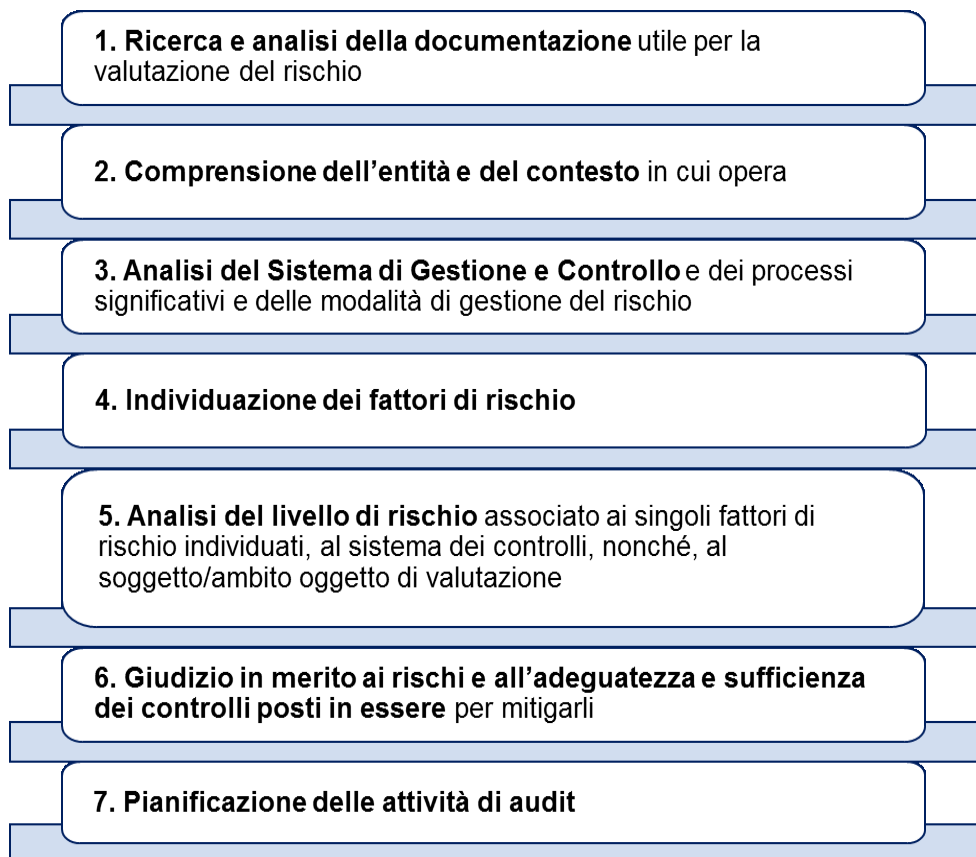 1. Ricerca e analisi della documentazione utile per la
valutazione del rischio
2. Comprensione dell’entità e del contesto in cui opera
3. Analisi del Sistema di Gestione e Controllo e dei processi
significativi e delle modalità di gestione del rischio
4. Individuazione dei fattori di rischio
5. Analisi del livello di rischio associato ai singoli fattori di
rischio individuati, al sistema dei controlli, nonché, al
soggetto/ambito oggetto di valutazione
6. Giudizio in merito ai rischi e all’adeguatezza e sufficienza
dei controlli posti in essere per mitigarli
7. Pianificazione delle attività di audit